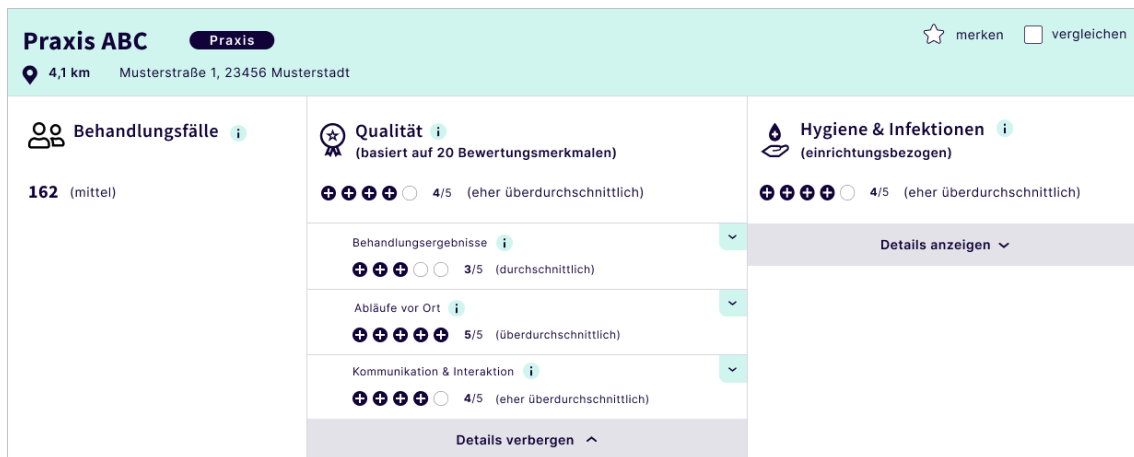 Praxis ABC Praxis merken vergleichen
4,1 km Musterstraße 1, 23456 Musterstadt
Behandlungsfälle i
162 (mittel)
Qualität i
(basiert auf 20 Bewertungsmerkmalen)
4/5 (eher überdurchschnittlich)
Behandlungsergebnisse i
3/5 (durchschnittlich)
Abläufe vor Ort i
5/5 (überdurchschnittlich)
Kommunikation & Interaktion i
4/5 (eher überdurchschnittlich)
Details verbergen
Hygiene & Infektionen i
(einrichtungsbezogen)
4/5 (eher überdurchschnittlich)
Details anzeigen